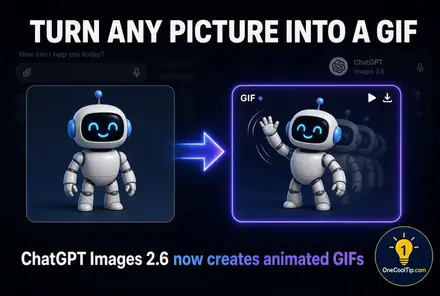 TURN ANY PICTURE INTO A GIF
How can I help you today?
ChatGPT
Images 2.6
GIF
ChatGPT Images 2.6 now creates animated GIFs
1
OneCoolTip.com